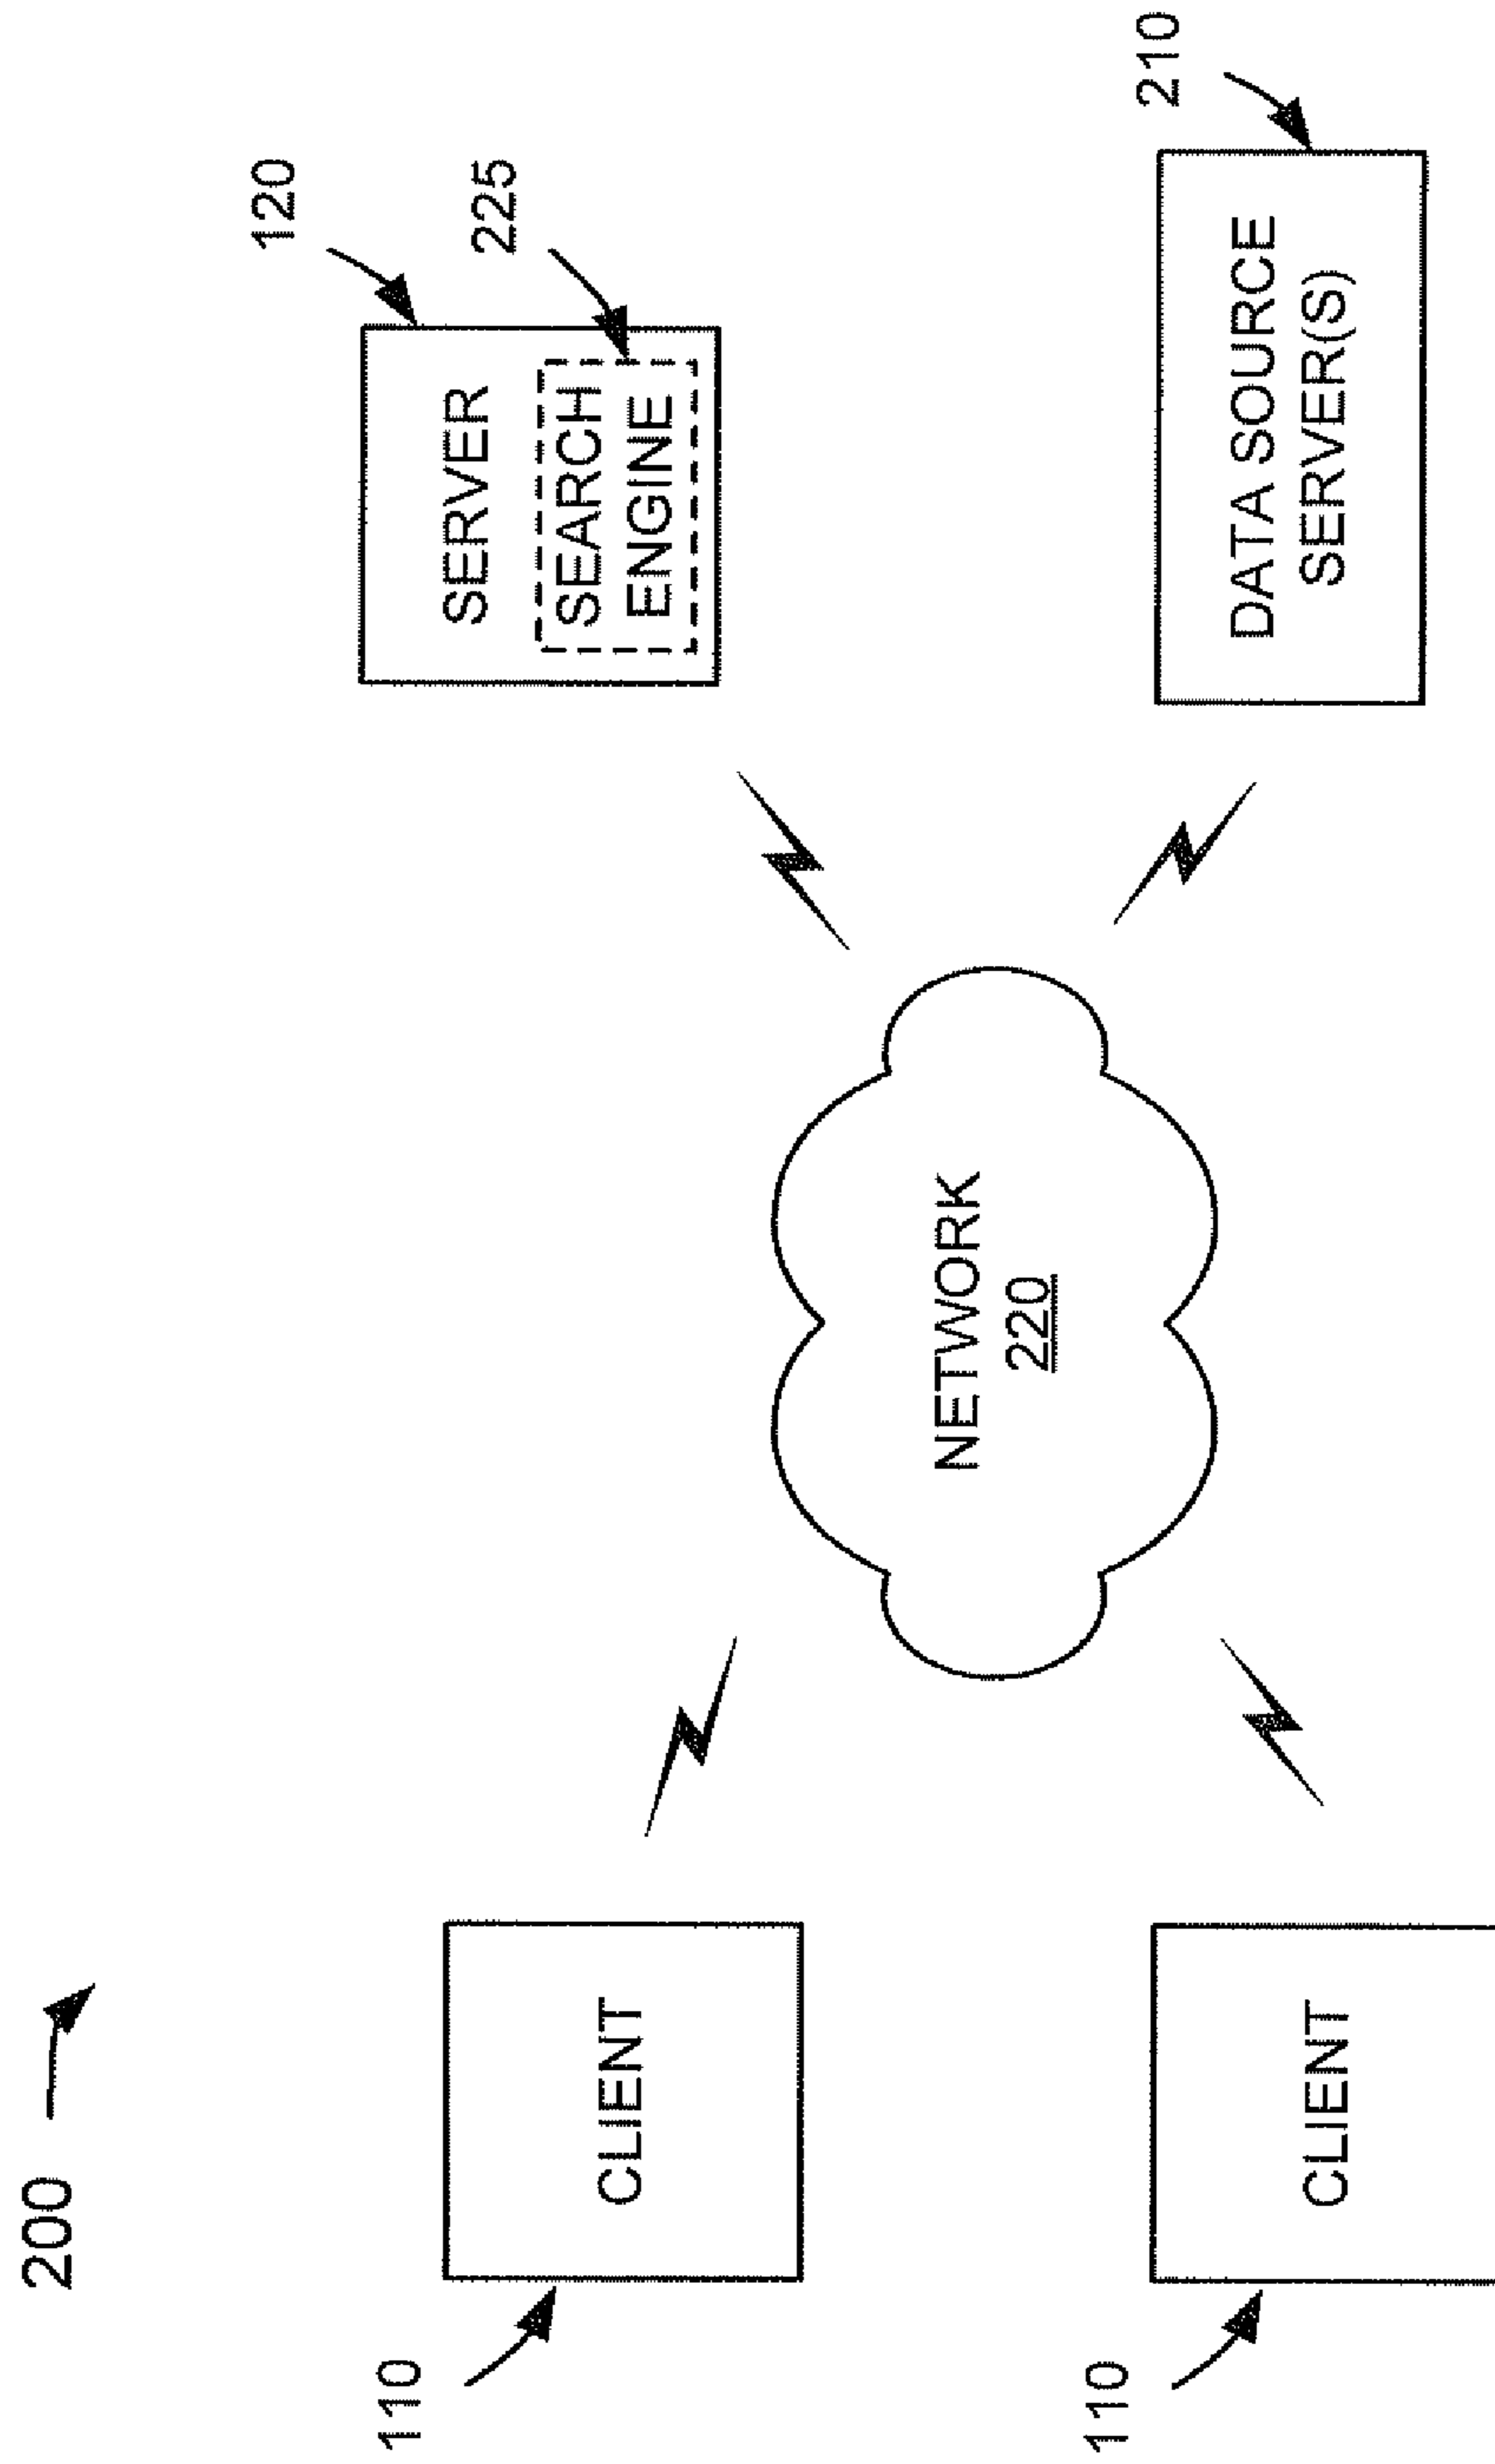 200
110
CLIENT
110
CLIENT
NETWORK
220
120
SERVER
225
SEARCH
ENGINE
210
DATA SOURCE
SERVER(S)